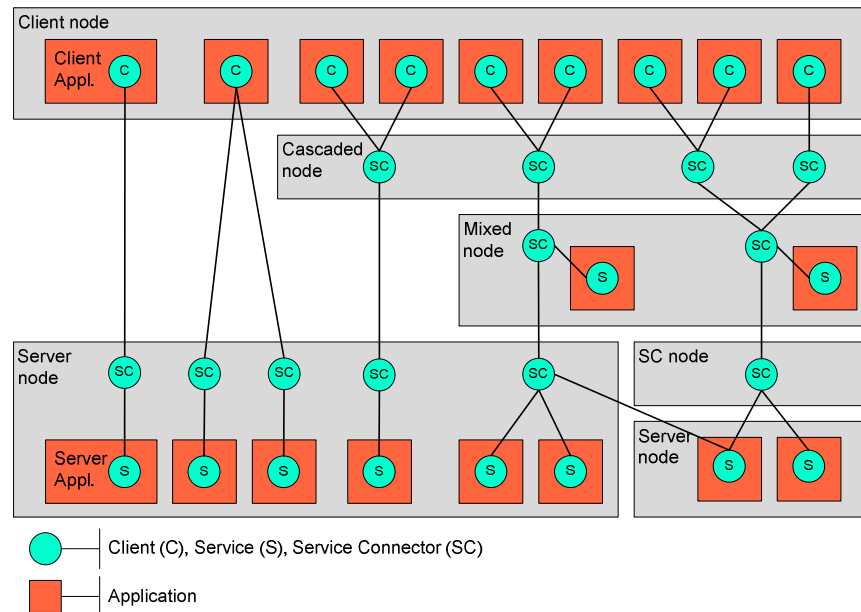 Client node
Client
Appl.
C
C
C
C
C
C
C
C
C
Cascaded
node
SC
SC
SC
SC
Mixed
node
SC
S
SC
S
Server
node
SC
SC
SC
SC
SC
SC node
SC
Server
Appl.
S
S
S
S
S
S
Server
node
S
S
Client (C), Service (S), Service Connector (SC)
Application